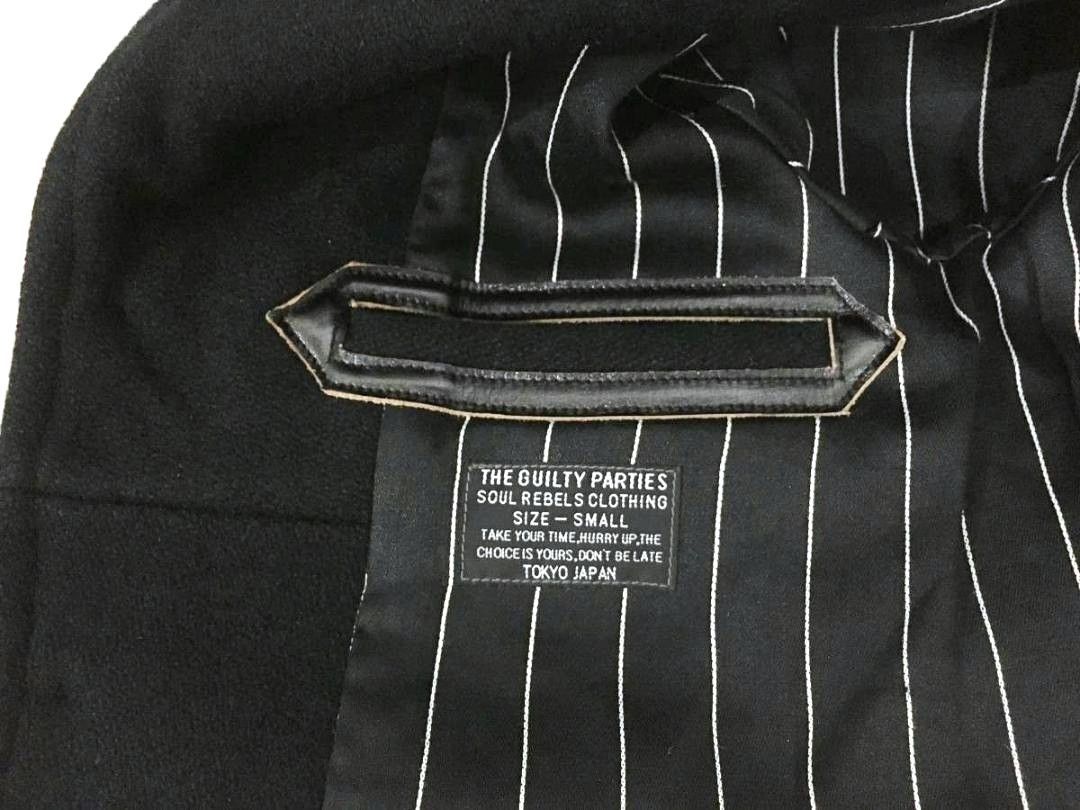 THE GUILTY PARTIES
SOUL REBELS CLOTHING
SIZE — SMALL
TAKE YOUR TIME,HURRY UP,THE
CHOICE IS YOURS,DON'T BE LATE
TOKYO JAPAN